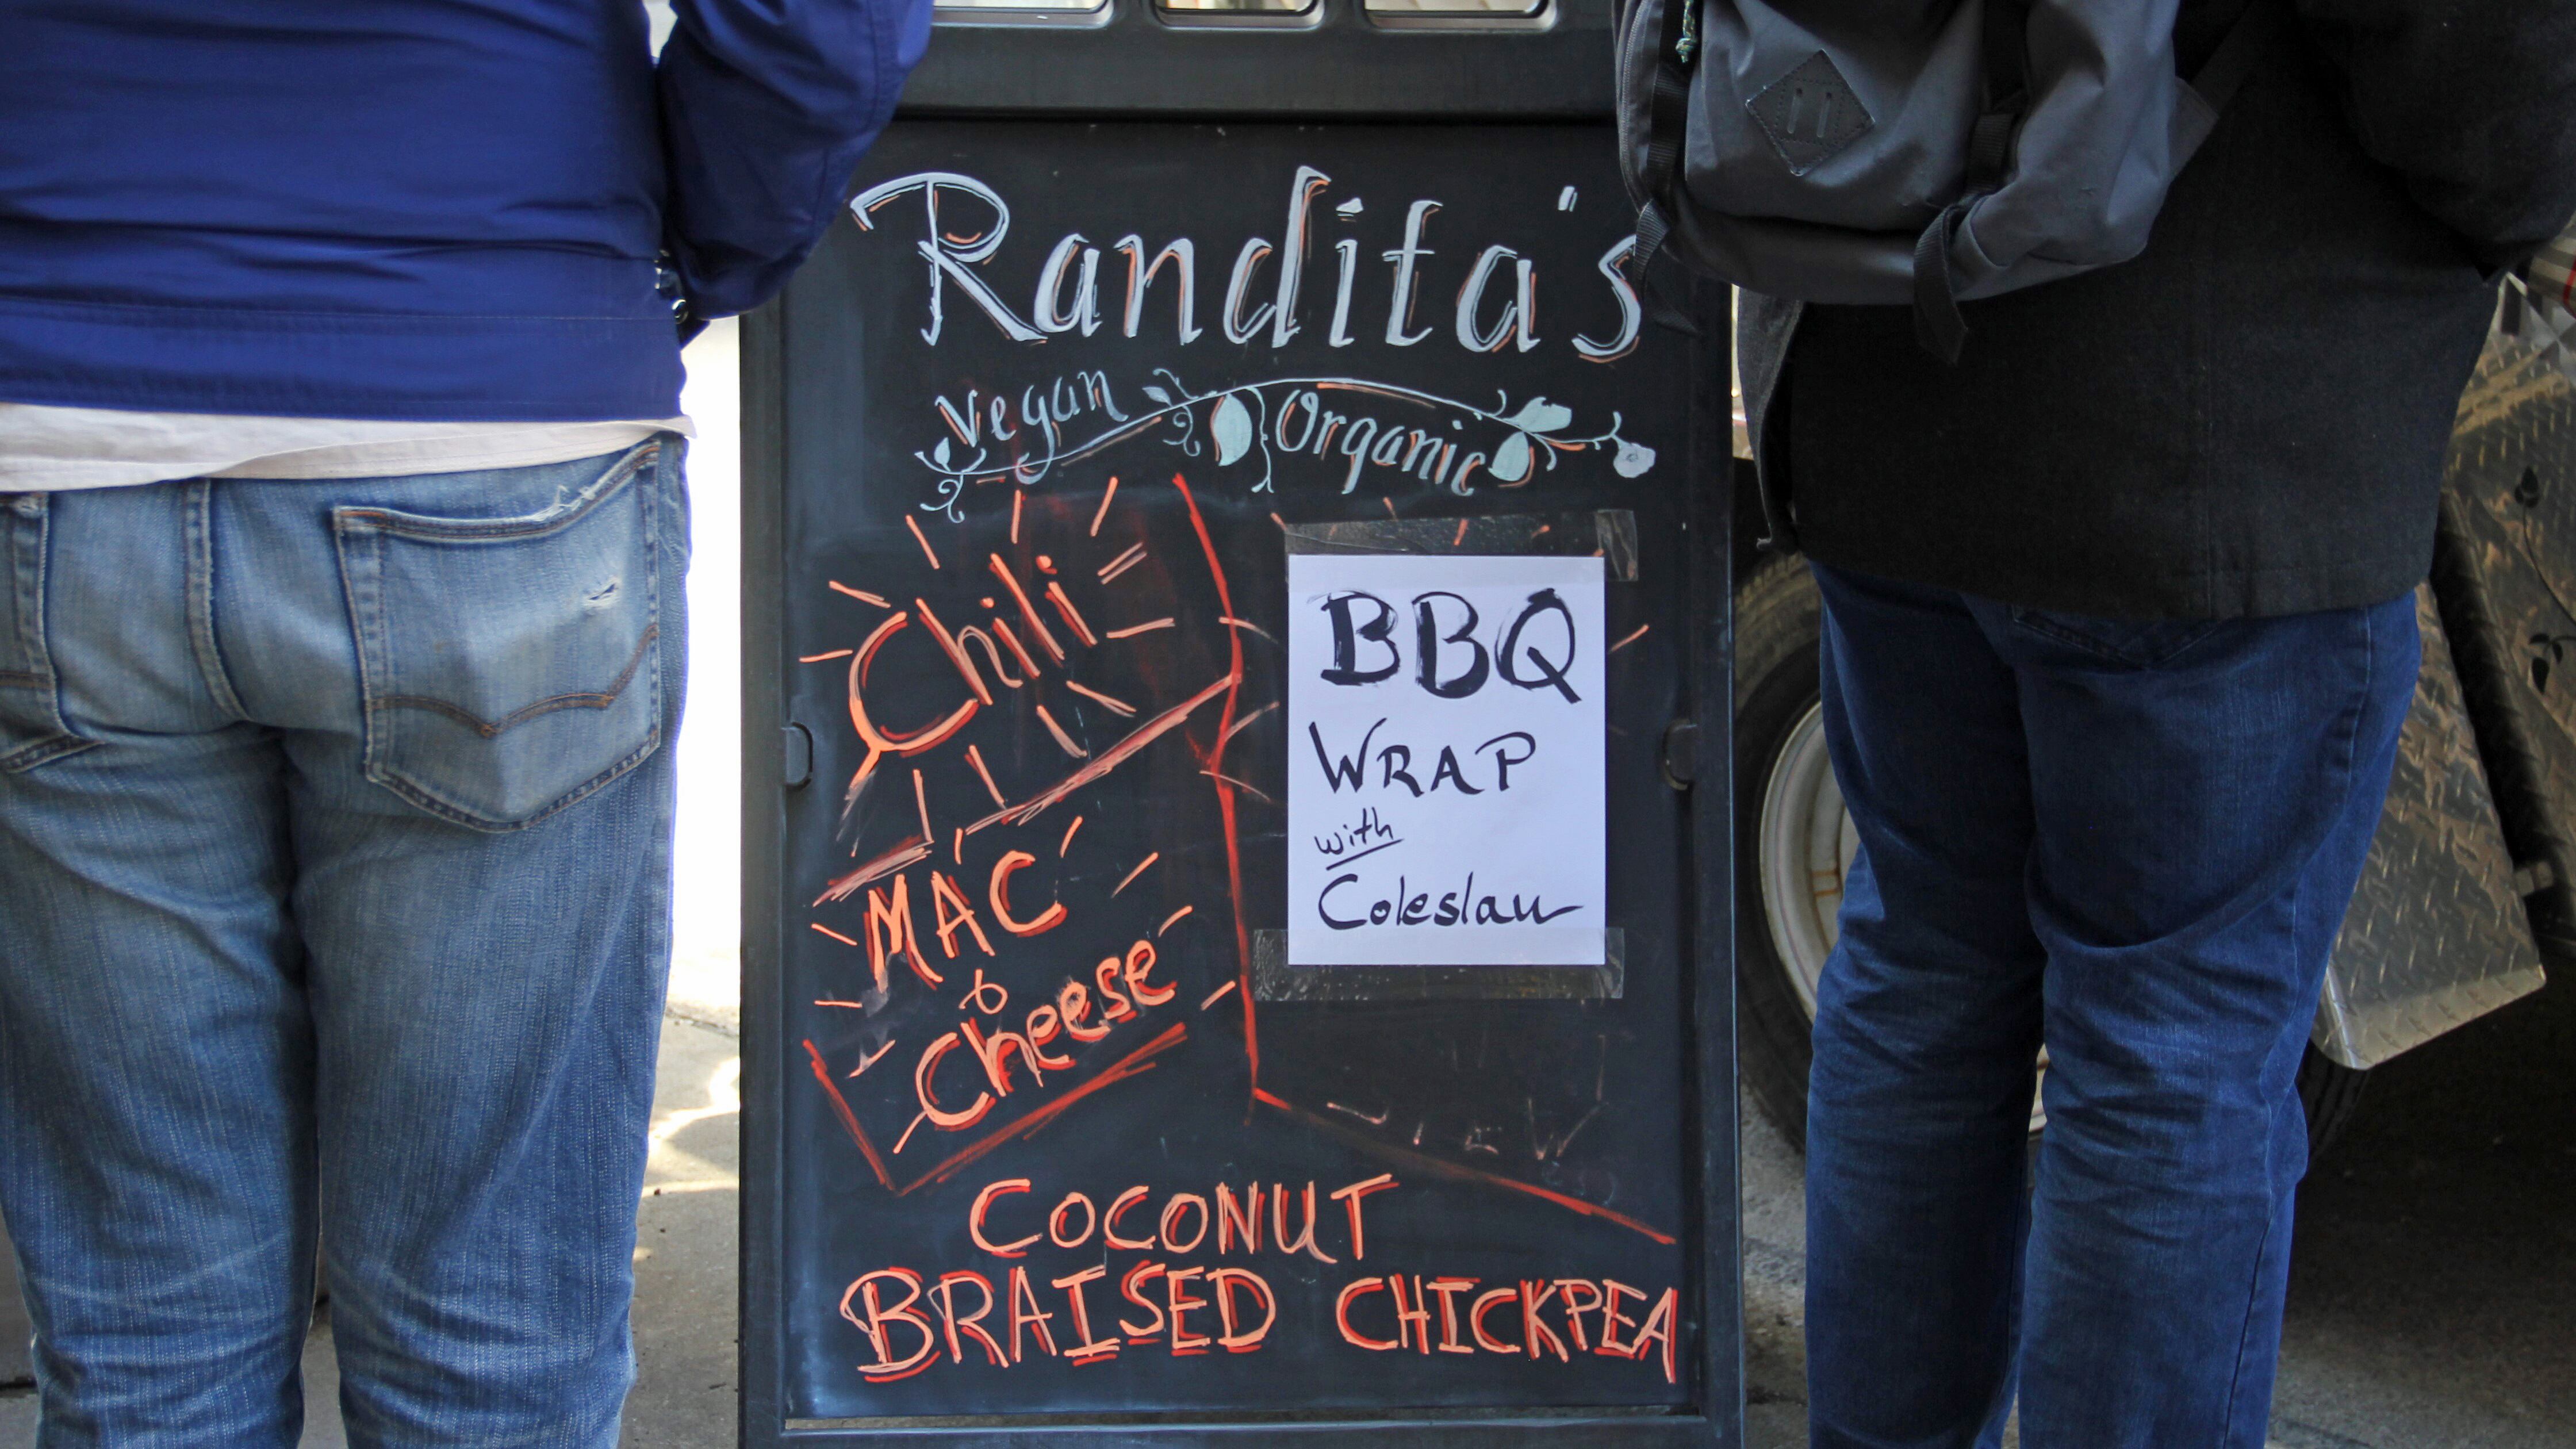 Randita's
Vegan Organic
Chili
MAC
&
Cheese
BBQ
WRAP
with
Coleslaw
COCONUT
BRAISED CHICKPEA